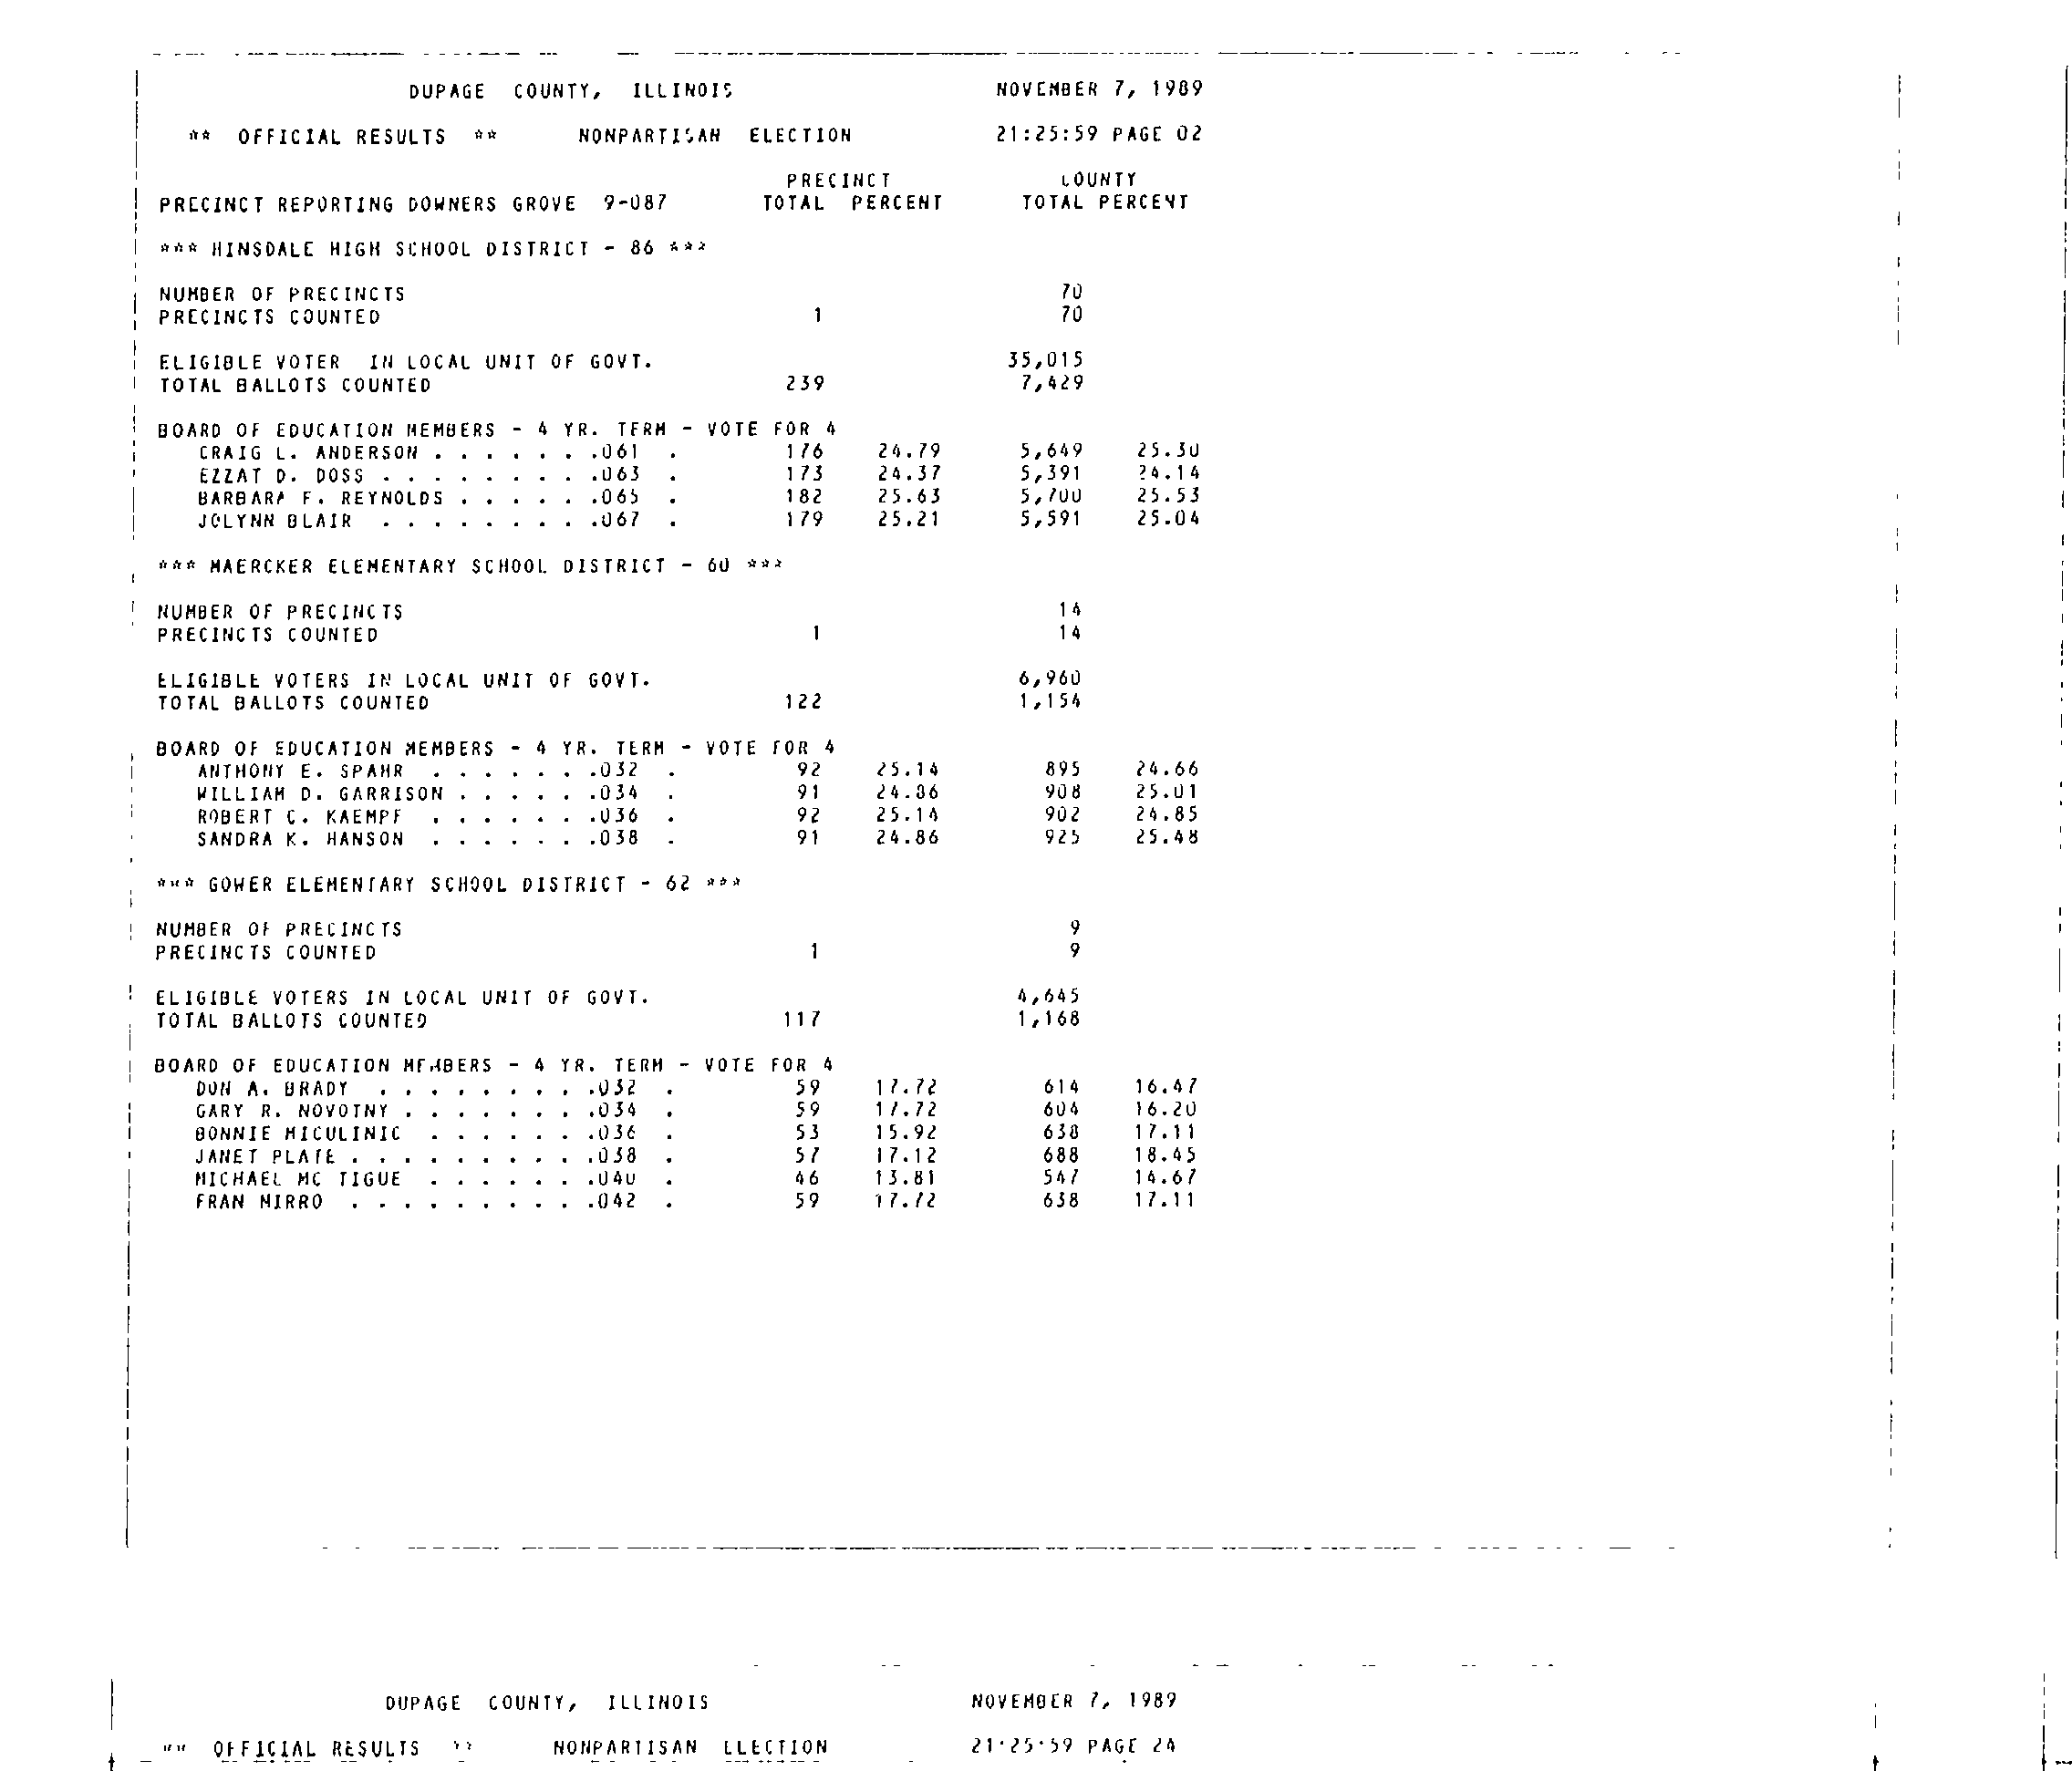 DUPAGE COUNTY, ILLINOIS NOVEMBER 7, 1989
** OFFICIAL RESULTS ** NONPARTISAN ELECTION 21:25:59 PAGE 02
PRECINCT COUNTY
PRECINCT REPORTING DOWNERS GROVE 9-087 TOTAL PERCENT TOTAL PERCENT
*** HINSDALE HIGH SCHOOL DISTRICT - 86 ***
NUMBER OF PRECINCTS 70
PRECINCTS COUNTED 1 70
ELIGIBLE VOTER IN LOCAL UNIT OF GOVT. 35,015
TOTAL BALLOTS COUNTED 239 7,429
BOARD OF EDUCATION MEMBERS - 4 YR. TERM - VOTE FOR 4
CRAIG L. ANDERSON . . . . . . .061 . 176 24.79 5,649 25.30
EZZAT D. DOSS . . . . . . . . .063 . 173 24.37 5,391 24.14
BARBARA F. REYNOLDS . . . . . .065 . 182 25.63 5,700 25.53
JOLYNN BLAIR . . . . . . . . .067 . 179 25.21 5,591 25.04
*** MAERCKER ELEMENTARY SCHOOL DISTRICT - 60 ***
NUMBER OF PRECINCTS 14
PRECINCTS COUNTED 1 14
ELIGIBLE VOTERS IN LOCAL UNIT OF GOVT. 6,960
TOTAL BALLOTS COUNTED 122 1,154
BOARD OF EDUCATION MEMBERS - 4 YR. TERM - VOTE FOR 4
ANTHONY E. SPAHR . . . . . . .032 . 92 25.14 895 24.66
WILLIAM D. GARRISON . . . . . .034 . 91 24.86 908 25.01
ROBERT C. KAEMPF . . . . . . .036 . 92 25.14 902 24.85
SANDRA K. HANSON . . . . . . .038 . 91 24.86 925 25.48
*** GOWER ELEMENTARY SCHOOL DISTRICT - 62 ***
NUMBER OF PRECINCTS 9
PRECINCTS COUNTED 1 9
ELIGIBLE VOTERS IN LOCAL UNIT OF GOVT. 4,645
TOTAL BALLOTS COUNTED 117 1,168
BOARD OF EDUCATION MEMBERS - 4 YR. TERM - VOTE FOR 4
DON A. BRADY . . . . . . . . .032 . 59 17.72 614 16.47
GARY R. NOVOTNY . . . . . . . .034 . 59 17.72 604 16.20
BONNIE MICULINIC . . . . . . .036 . 53 15.92 638 17.11
JANET PLATE . . . . . . . . . .038 . 57 17.12 688 18.45
MICHAEL MC TIGUE . . . . . . .040 . 46 13.81 547 14.67
FRAN MIRRO . . . . . . . . . .042 . 59 17.72 638 17.11
DUPAGE COUNTY, ILLINOIS NOVEMBER 7, 1989
** OFFICIAL RESULTS ** NONPARTISAN ELECTION 21:25:59 PAGE 24